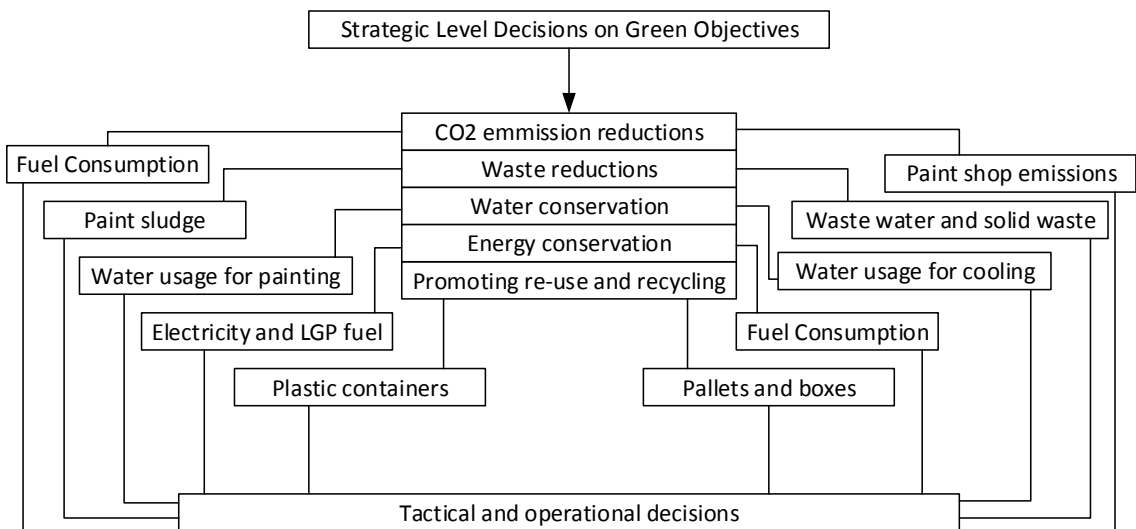 Strategic Level Decisions on Green Objectives
CO2 emmission reductions
Fuel Consumption
Waste reductions
Paint shop emissions
Paint sludge
Water conservation
Waste water and solid waste
Energy conservation
Water usage for painting
Water usage for cooling
Promoting re-use and recycling
Electricity and LGP fuel
Fuel Consumption
Plastic containers
Pallets and boxes
Tactical and operational decisions